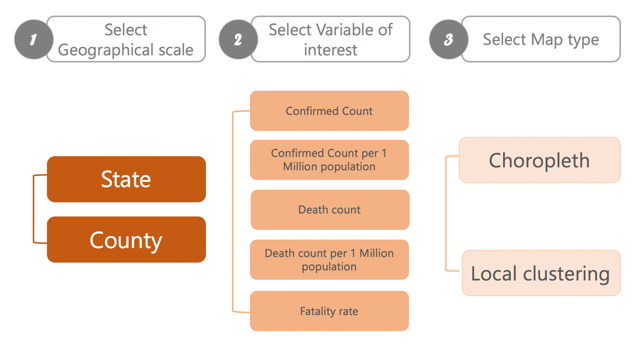 1
Select
Geographical scale
2
Select Variable of
interest
3
Select Map type
State
County
Confirmed Count
Confirmed Count per 1
Million population
Death count
Death count per 1 Million
population
Fatality rate
Choropleth
Local clustering